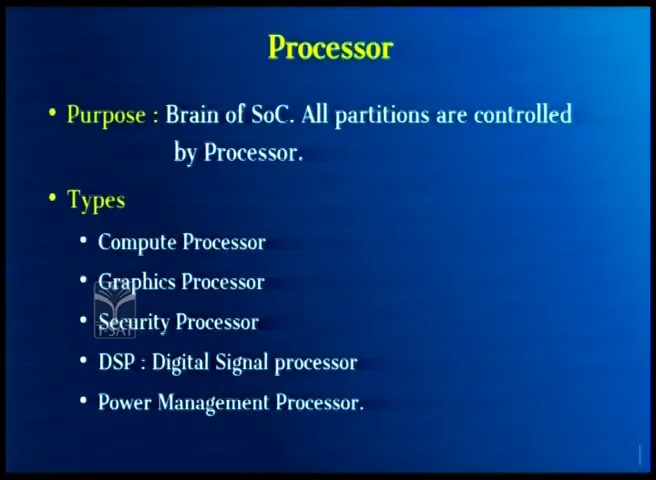 Processor
• Purpose : Brain of SoC. All partitions are controlled
by Processor.
• Types
• Compute Processor
• Graphics Processor
• Security Processor
• DSP : Digital Signal processor
• Power Management Processor.